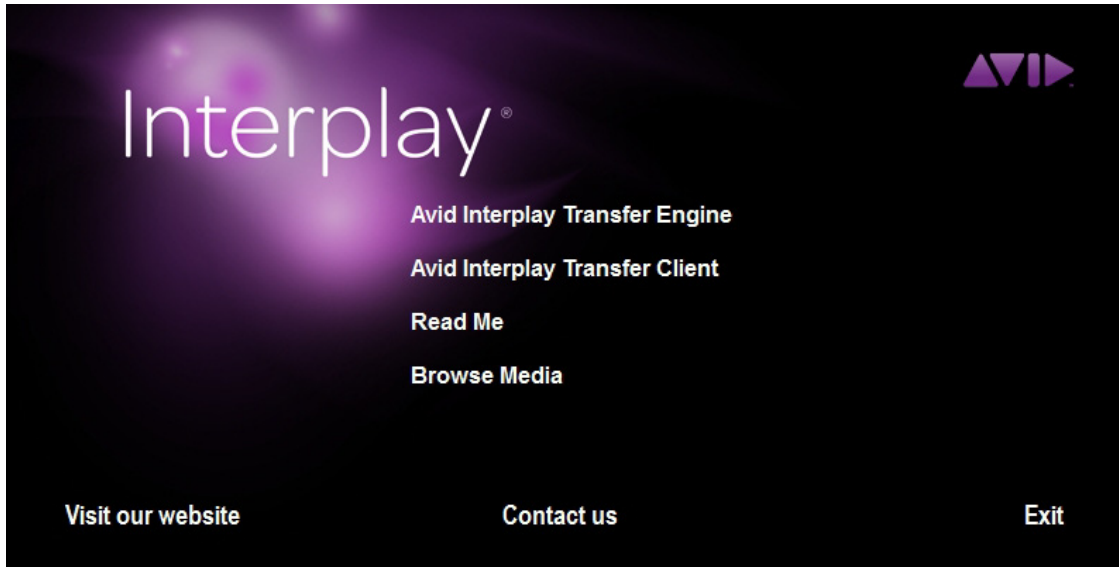 AVID
Interplay®
Avid Interplay Transfer Engine
Avid Interplay Transfer Client
Read Me
Browse Media
Visit our website Contact us Exit